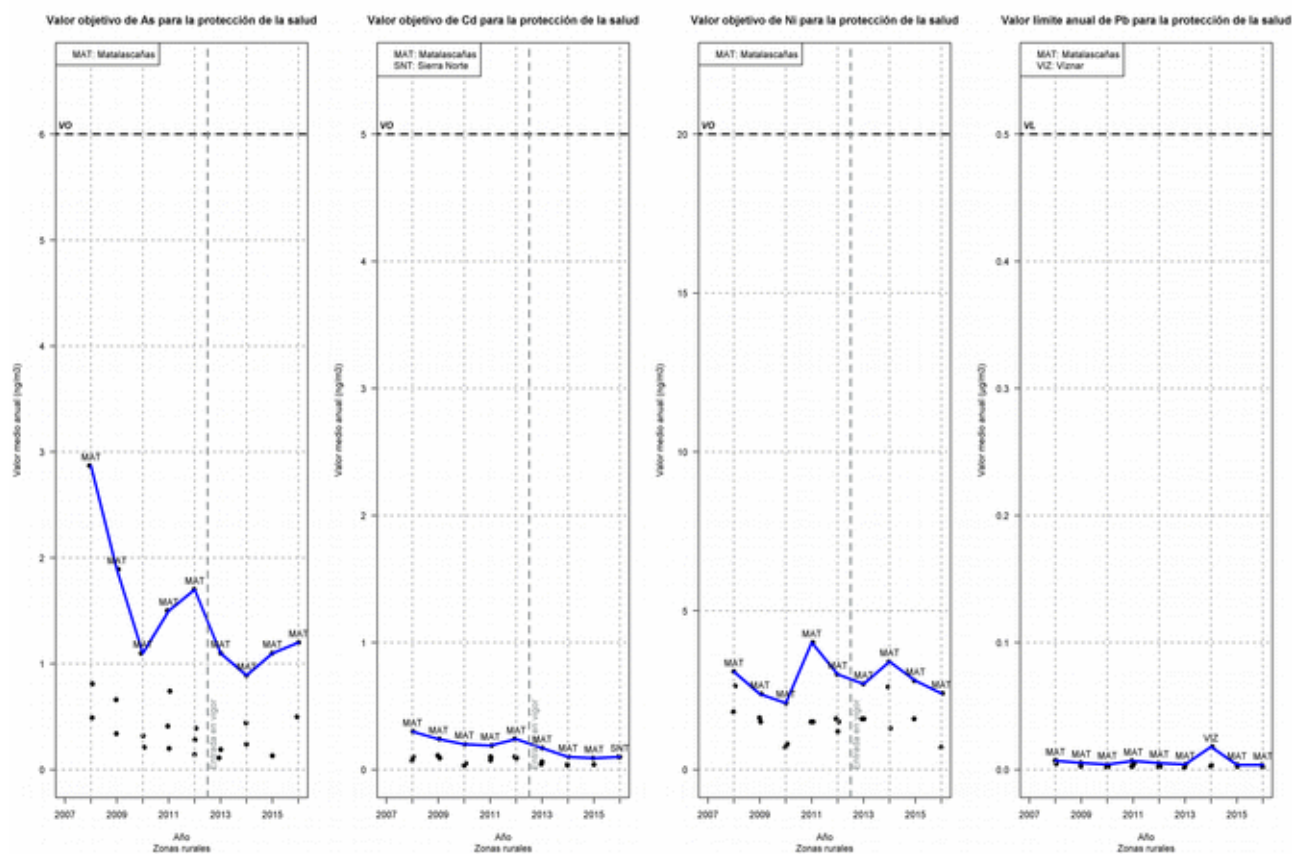 Valor objetivo de As para la protección de la salud
MAT: Matalascañas
VO
Valor medio anual (ng/m3)
6
5
4
3
2
1
0
MAT
MAT
MAT
MAT
MAT
MAT
MAT
MAT
MAT
Entrada en vigor
2007
2009
2011
2013
2015
Año
Zonas rurales
Valor objetivo de Cd para la protección de la salud
MAT: Matalascañas
SNT: Sierra Norte
VO
Valor medio anual (ng/m3)
5
4
3
2
1
0
MAT
MAT
MAT
MAT
MAT
MAT
MAT
MAT
SNT
Entrada en vigor
2007
2009
2011
2013
2015
Año
Zonas rurales
Valor objetivo de Ni para la protección de la salud
MAT: Matalascañas
VO
Valor medio anual (ng/m3)
20
15
10
5
0
MAT
MAT
MAT
MAT
MAT
MAT
MAT
MAT
MAT
Entrada en vigor
2007
2009
2011
2013
2015
Año
Zonas rurales
Valor límite anual de Pb para la protección de la salud
MAT: Matalascañas
VIZ: Víznar
VL
Valor medio anual (µg/m3)
0.5
0.4
0.3
0.2
0.1
0.0
MAT
MAT
MAT
MAT
MAT
MAT
VIZ
MAT
MAT
2007
2009
2011
2013
2015
Año
Zonas rurales